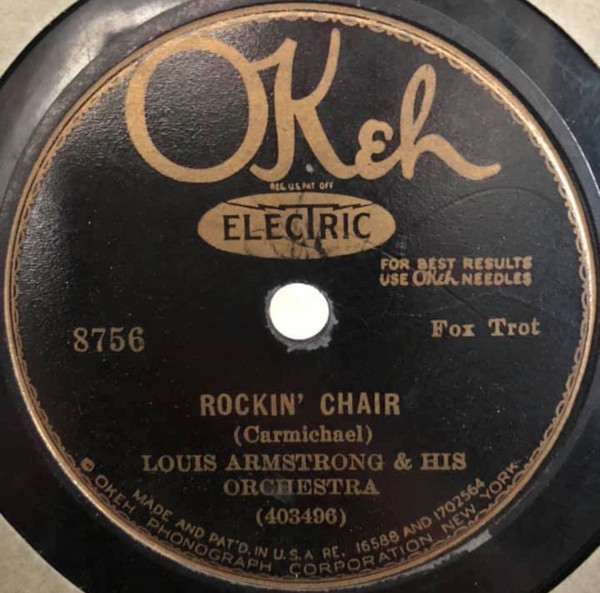 OKeh
REG. U.S. PAT. OFF.
ELECTRIC
FOR BEST RESULTS
USE OKeh NEEDLES
8756
Fox Trot
ROCKIN' CHAIR
(Carmichael)
LOUIS ARMSTRONG & HIS
ORCHESTRA
(403496)
MADE AND PAT'D. IN U.S.A RE. 16588 AND 1702564
© OKEH PHONOGRAPH CORPORATION NEW YORK